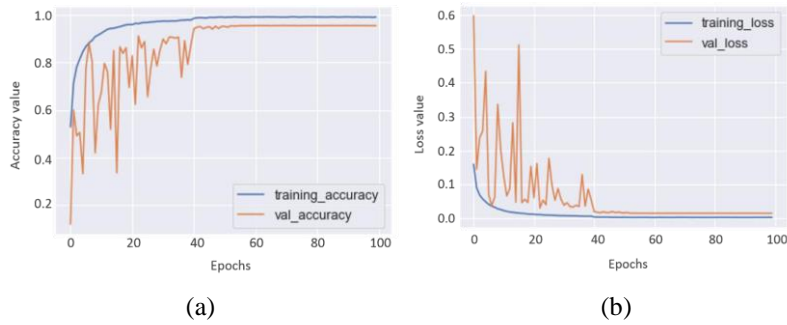 1.0
0.8
0.6
0.4
0.2
Accuracy value
training_accuracy
val_accuracy
0 20 40 60 80 100
Epochs
(a)
0.6
0.5
0.4
0.3
0.2
0.1
0.0
Loss value
training_loss
val_loss
0 20 40 60 80 100
Epochs
(b)